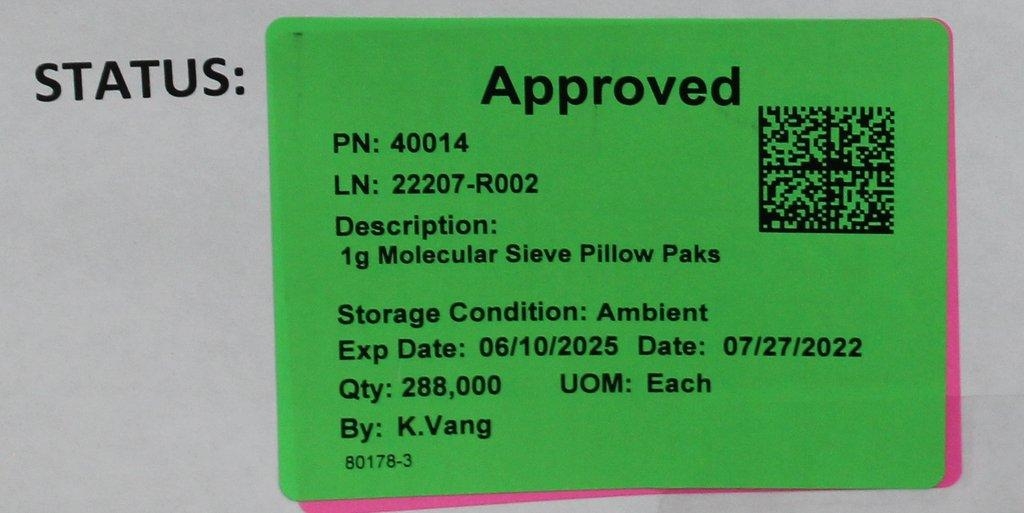 STATUS:
Approved
PN: 40014
LN: 22207-R002
Description:
1g Molecular Sieve Pillow Paks
Storage Condition: Ambient
Exp Date: 06/10/2025 Date: 07/27/2022
Qty: 288,000 UOM: Each
By: K.Vang
80178-3